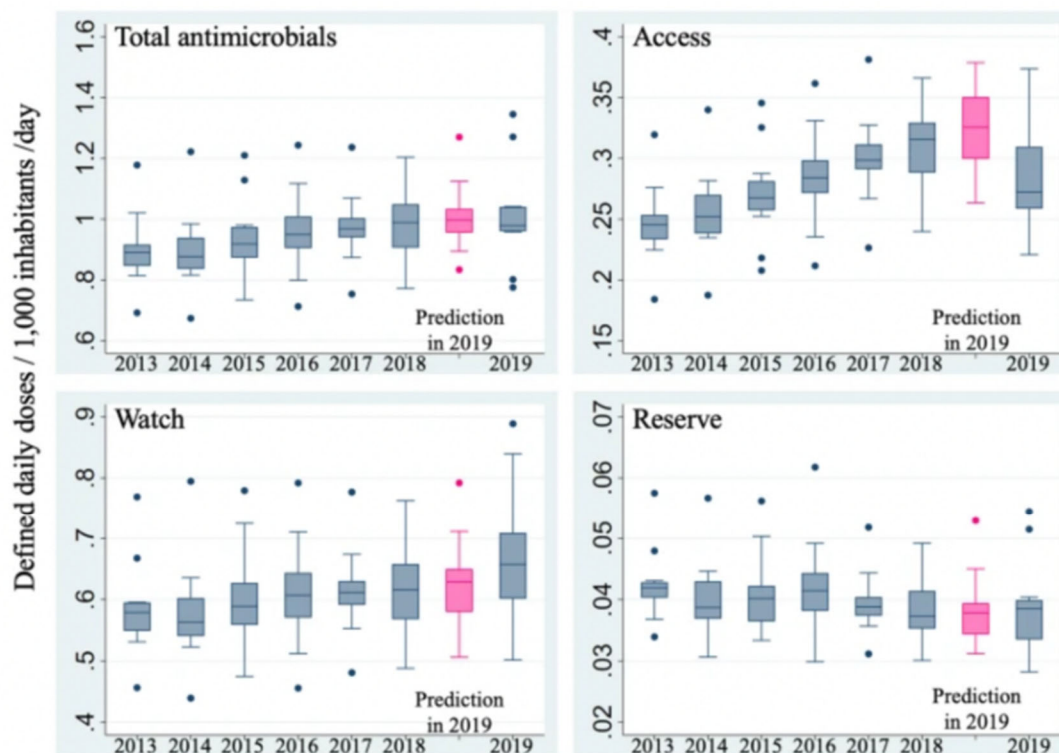 Defined daily doses / 1,000 inhabitants /day
Total antimicrobials
1.6
1.4
1.2
1
.8
.6
Prediction
in 2019
2013 2014 2015 2016 2017 2018 2019
Access
.4
.35
.3
.25
.2
.15
Prediction
in 2019
2013 2014 2015 2016 2017 2018 2019
Watch
.9
.8
.7
.6
.5
.4
Prediction
in 2019
2013 2014 2015 2016 2017 2018 2019
Reserve
.07
.06
.05
.04
.03
.02
Prediction
in 2019
2013 2014 2015 2016 2017 2018 2019